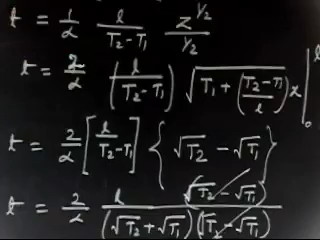 t = 1/α l/(T₂-T₁) z^(1/2)/(1/2)
t = 2/α (l/(T₂-T₁)) √(T₁ + ((T₂-T₁)/l)x) |₀^l
t = 2/α [l/(T₂-T₁)] {√T₂ - √T₁}
t = 2/α l(√T₂ - √T₁)/((√T₂ + √T₁)(√T₂ - √T₁))